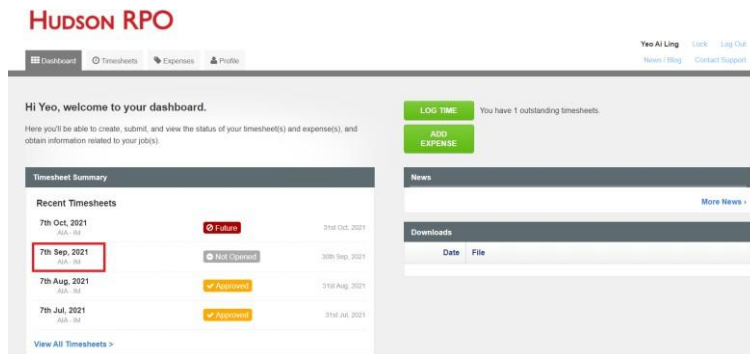 HUDSON RPO
Yeo Ai Ling Lock Log Out
Dashboard Timesheets Expenses Profile
News / Blog Contact Support
Hi Yeo, welcome to your dashboard.
Here you'll be able to create, submit, and view the status of your timesheet(s) and expense(s), and
obtain information related to your job(s).
LOG TIME You have 1 outstanding timesheets.
ADD
EXPENSE
Timesheet Summary
Recent Timesheets
7th Oct, 2021 Future 31st Oct, 2021
AIA - IM
7th Sep, 2021 Not Opened 30th Sep, 2021
AIA - IM
7th Aug, 2021 Approved 31st Aug, 2021
AIA - IM
7th Jul, 2021 Approved 31st Jul, 2021
AIA - IM
View All Timesheets >
News
More News ›
Downloads
Date File